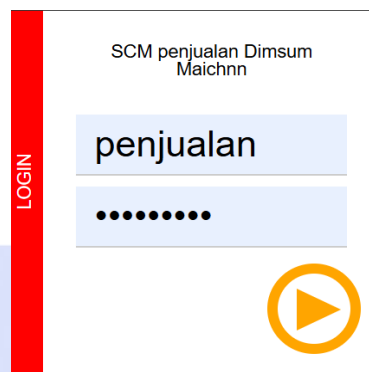 SCM penjualan Dimsum
Maichnn
LOGIN
penjualan
•••••••••